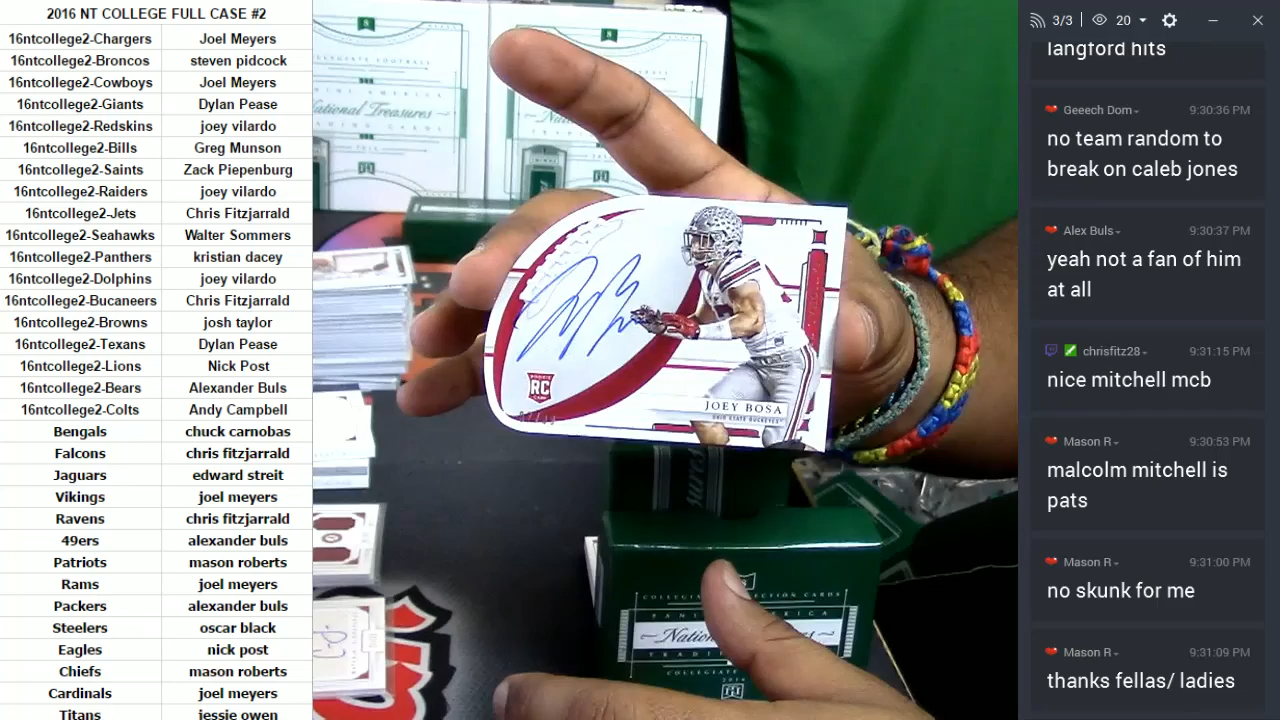 2016 NT COLLEGE FULL CASE #2
16ntcollege2-Chargers Joel Meyers
16ntcollege2-Broncos steven pidcock
16ntcollege2-Cowboys Joel Meyers
16ntcollege2-Giants Dylan Pease
16ntcollege2-Redskins joey vilardo
16ntcollege2-Bills Greg Munson
16ntcollege2-Saints Zack Piepenburg
16ntcollege2-Raiders joey vilardo
16ntcollege2-Jets Chris Fitzjarrald
16ntcollege2-Seahawks Walter Sommers
16ntcollege2-Panthers kristian dacey
16ntcollege2-Dolphins joey vilardo
16ntcollege2-Bucaneers Chris Fitzjarrald
16ntcollege2-Browns josh taylor
16ntcollege2-Texans Dylan Pease
16ntcollege2-Lions Nick Post
16ntcollege2-Bears Alexander Buls
16ntcollege2-Colts Andy Campbell
Bengals chuck carnobas
Falcons chris fitzjarrald
Jaguars edward streit
Vikings joel meyers
Ravens chris fitzjarrald
49ers alexander buls
Patriots mason roberts
Rams joel meyers
Packers alexander buls
Steelers oscar black
Eagles nick post
Chiefs mason roberts
Cardinals joel meyers
Titans jessie owen
National Treasures
ROOKIE
RC
CARD
JOEY BOSA
OHIO STATE BUCKEYES
3/3 20
langford hits
Geeech Dom 9:30:36 PM
no team random to
break on caleb jones
Alex Buls 9:30:37 PM
yeah not a fan of him
at all
chrisfitz28 9:31:15 PM
nice mitchell mcb
Mason R 9:30:53 PM
malcolm mitchell is
pats
Mason R 9:31:00 PM
no skunk for me
Mason R 9:31:09 PM
thanks fellas/ ladies